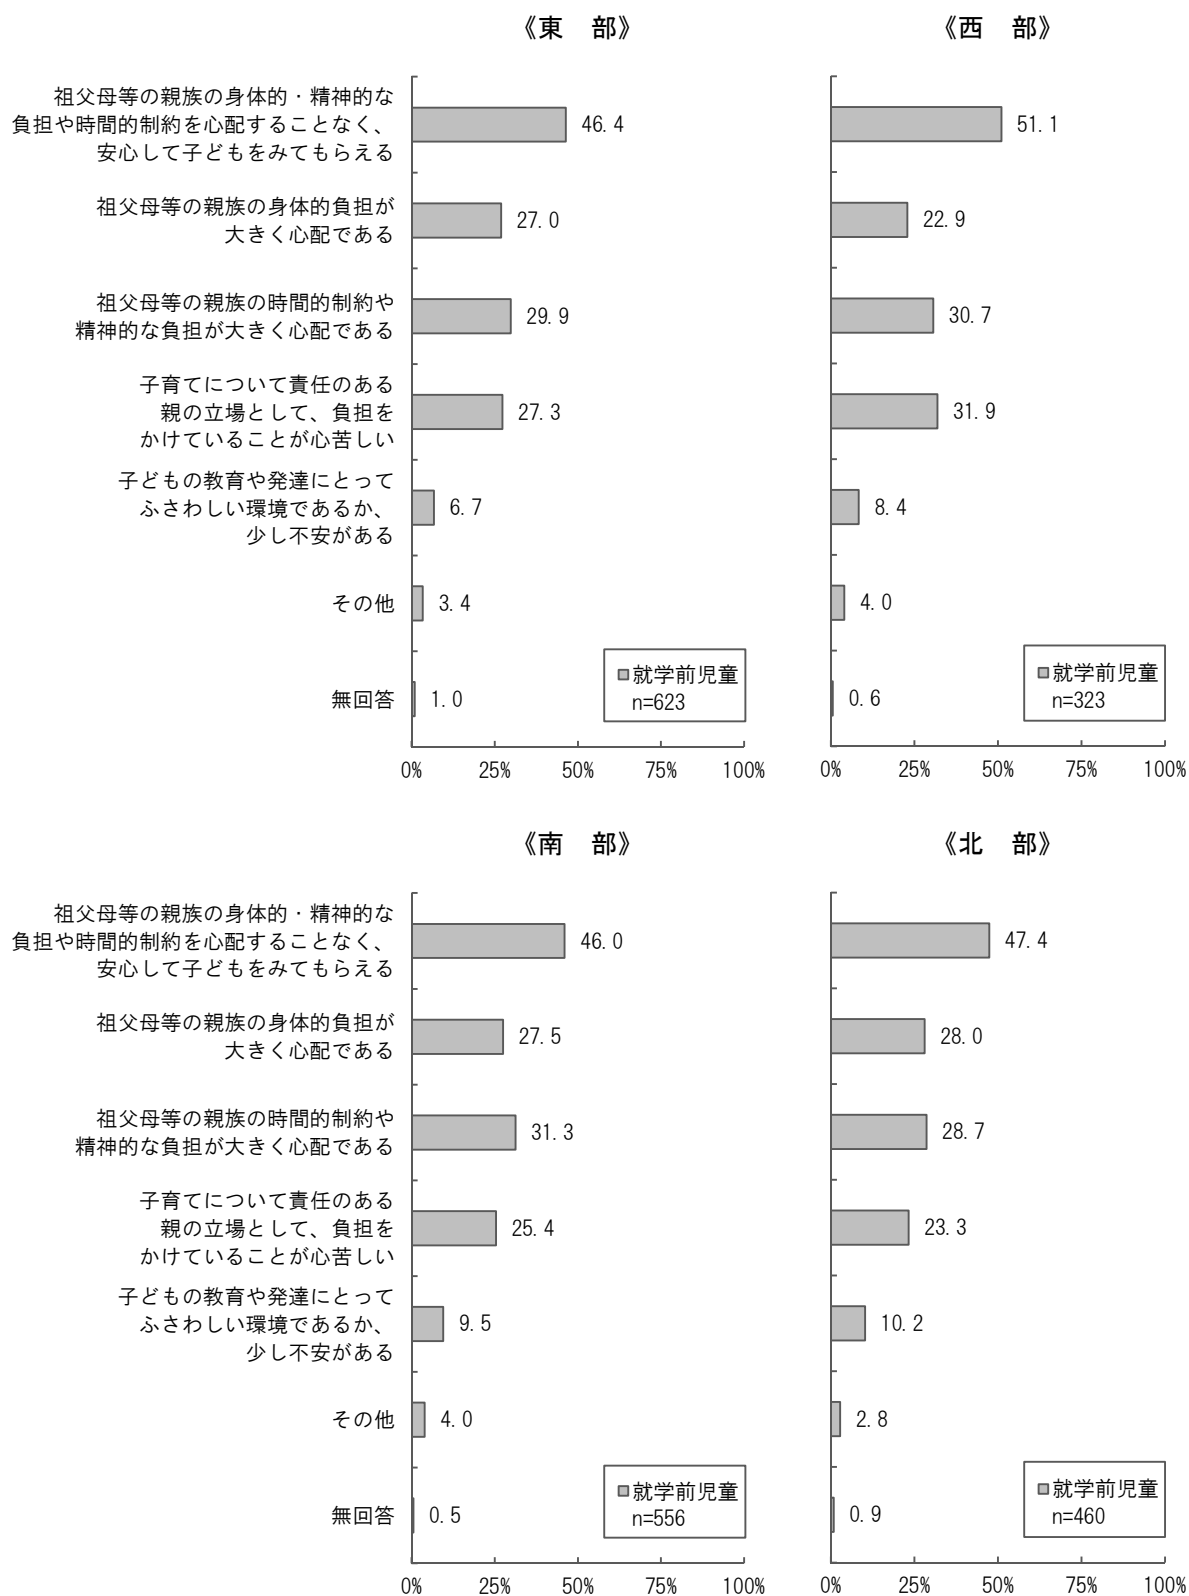 《東　部》
祖父母等の親族の身体的・精神的な
負担や時間的制約を心配することなく、
安心して子どもをみてもらえる
46.4
祖父母等の親族の身体的負担が
大きく心配である
27.0
祖父母等の親族の時間的制約や
精神的な負担が大きく心配である
29.9
子育てについて責任のある
親の立場として、負担を
かけていることが心苦しい
27.3
子どもの教育や発達にとって
ふさわしい環境であるか、
少し不安がある
6.7
その他
3.4
無回答
1.0
就学前児童
n=623
0% 25% 50% 75% 100%
《西　部》
51.1
22.9
30.7
31.9
8.4
4.0
0.6
就学前児童
n=323
0% 25% 50% 75% 100%
《南　部》
祖父母等の親族の身体的・精神的な
負担や時間的制約を心配することなく、
安心して子どもをみてもらえる
46.0
祖父母等の親族の身体的負担が
大きく心配である
27.5
祖父母等の親族の時間的制約や
精神的な負担が大きく心配である
31.3
子育てについて責任のある
親の立場として、負担を
かけていることが心苦しい
25.4
子どもの教育や発達にとって
ふさわしい環境であるか、
少し不安がある
9.5
その他
4.0
無回答
0.5
就学前児童
n=556
0% 25% 50% 75% 100%
《北　部》
47.4
28.0
28.7
23.3
10.2
2.8
0.9
就学前児童
n=460
0% 25% 50% 75% 100%